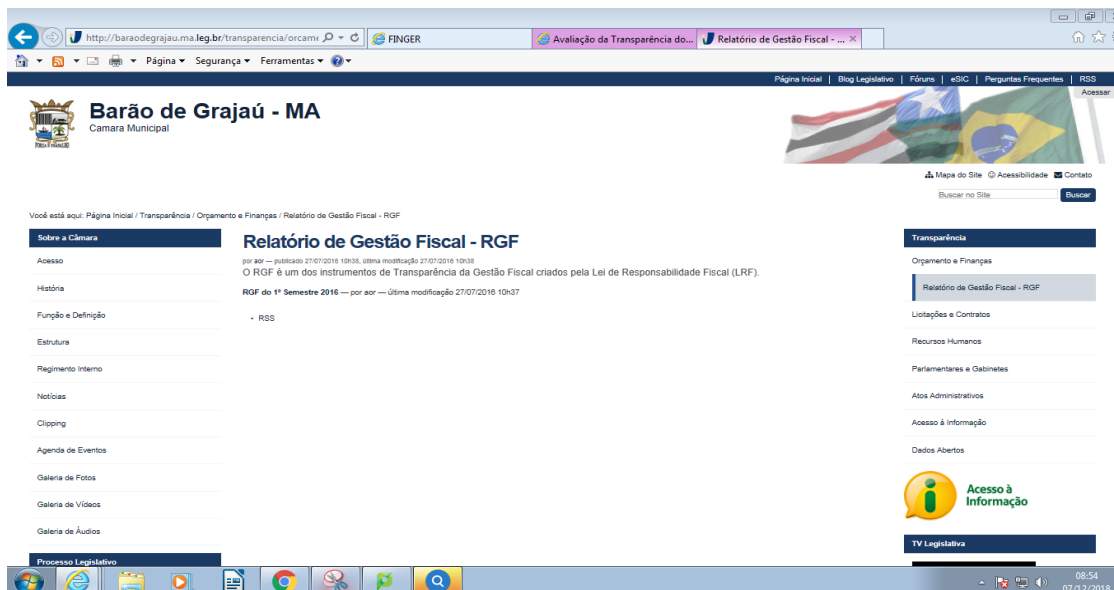 http://baraodegrajau.ma.leg.br/transparencia/orcame
FINGER
Avaliação da Transparência do...
Relatório de Gestão Fiscal - ...
Página
Segurança
Ferramentas
Página Inicial | Blog Legislativo | Fóruns | eSIC | Perguntas Frequentes | RSS
Acessar
Barão de Grajaú - MA
Camara Municipal
Mapa do Site Acessibilidade Contato
Buscar no Site Buscar
Você está aqui: Página Inicial / Transparência / Orçamento e Finanças / Relatório de Gestão Fiscal - RGF
Sobre a Câmara
Acesso
História
Função e Definição
Estrutura
Regimento Interno
Notícias
Clipping
Agenda de Eventos
Galeria de Fotos
Galeria de Vídeos
Galeria de Áudios
Processo Legislativo
Relatório de Gestão Fiscal - RGF
por aor — publicado 27/07/2016 10h38, última modificação 27/07/2016 10h38
O RGF é um dos instrumentos de Transparência da Gestão Fiscal criados pela Lei de Responsabilidade Fiscal (LRF).
RGF do 1º Semestre 2016 — por aor — última modificação 27/07/2016 10h37
RSS
Transparência
Orçamento e Finanças
Relatório de Gestão Fiscal - RGF
Licitações e Contratos
Recursos Humanos
Parlamentares e Gabinetes
Atos Administrativos
Acesso à Informação
Dados Abertos
Acesso à
Informação
TV Legislativa
08:54
07/12/2018